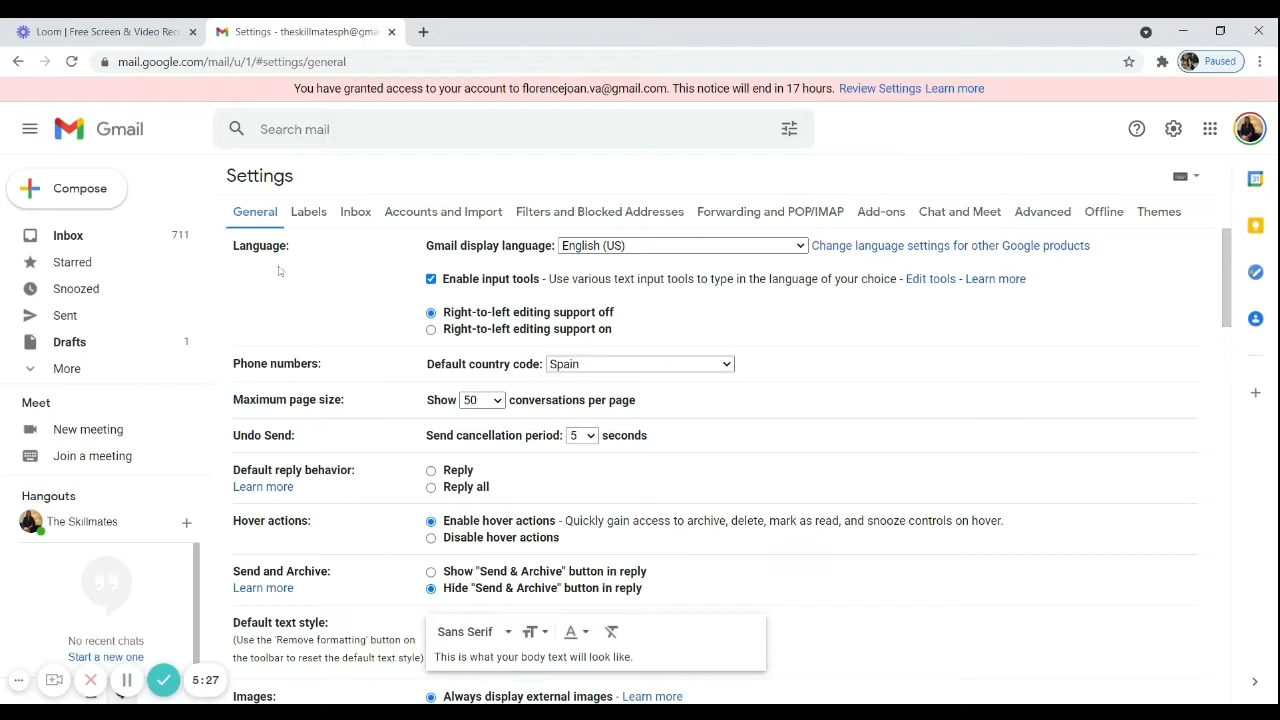 Loom | Free Screen & Video Rec
Settings - theskillmatesph@gma
mail.google.com/mail/u/1/#settings/general
Paused
You have granted access to your account to florencejoan.va@gmail.com. This notice will end in 17 hours. Review Settings Learn more
Gmail
Search mail
Compose
Inbox 711
Starred
Snoozed
Sent
Drafts 1
More
Meet
New meeting
Join a meeting
Hangouts
The Skillmates
No recent chats
Start a new one
5:27
Settings
General Labels Inbox Accounts and Import Filters and Blocked Addresses Forwarding and POP/IMAP Add-ons Chat and Meet Advanced Offline Themes
Language: Gmail display language: English (US) Change language settings for other Google products
Enable input tools - Use various text input tools to type in the language of your choice - Edit tools - Learn more
Right-to-left editing support off
Right-to-left editing support on
Phone numbers: Default country code: Spain
Maximum page size: Show 50 conversations per page
Undo Send: Send cancellation period: 5 seconds
Default reply behavior: Reply
Learn more Reply all
Hover actions: Enable hover actions - Quickly gain access to archive, delete, mark as read, and snooze controls on hover.
Disable hover actions
Send and Archive: Show "Send & Archive" button in reply
Learn more Hide "Send & Archive" button in reply
Default text style:
(Use the 'Remove formatting' button on
the toolbar to reset the default text style)
Sans Serif
This is what your body text will look like.
Images: Always display external images - Learn more
31